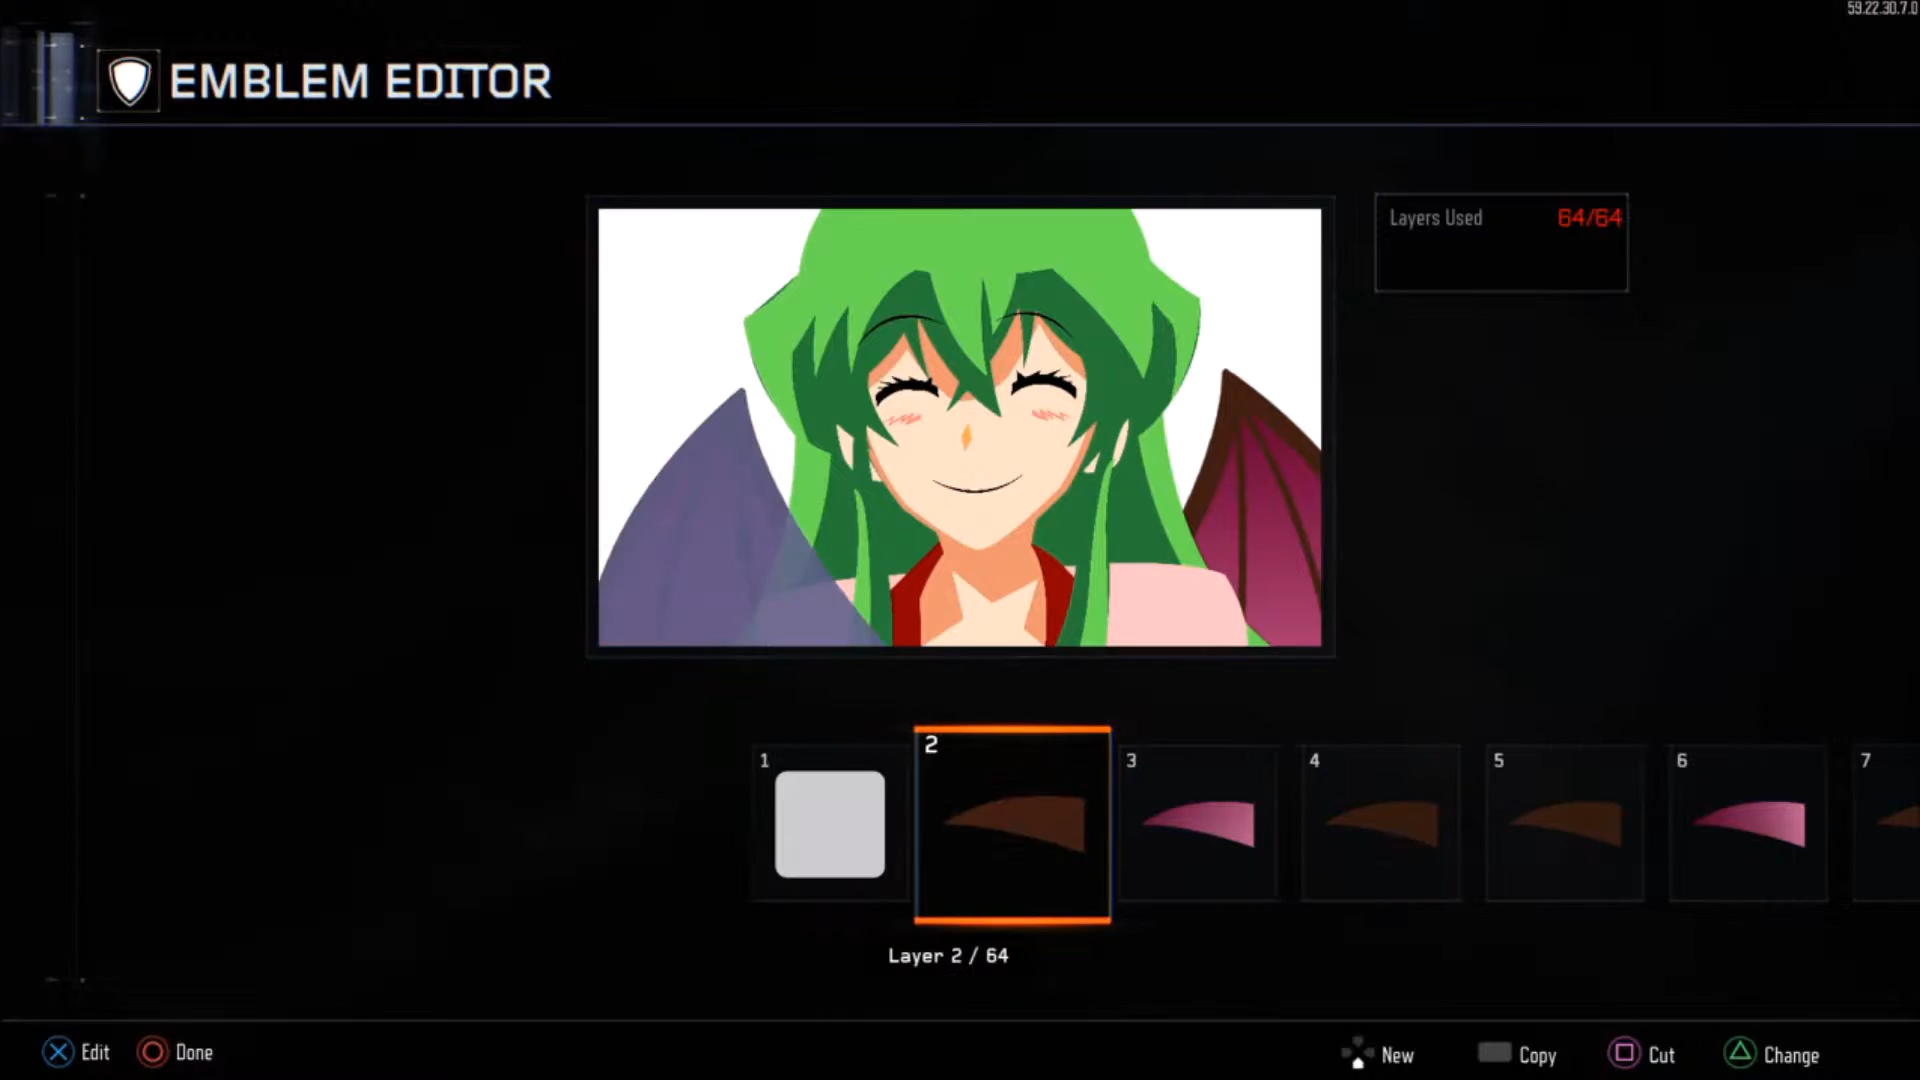 59.22.30.7.0
EMBLEM EDITOR
Layers Used 64/64
1 2 3 4 5 6 7
Layer 2 / 64
Edit Done New Copy Cut Change